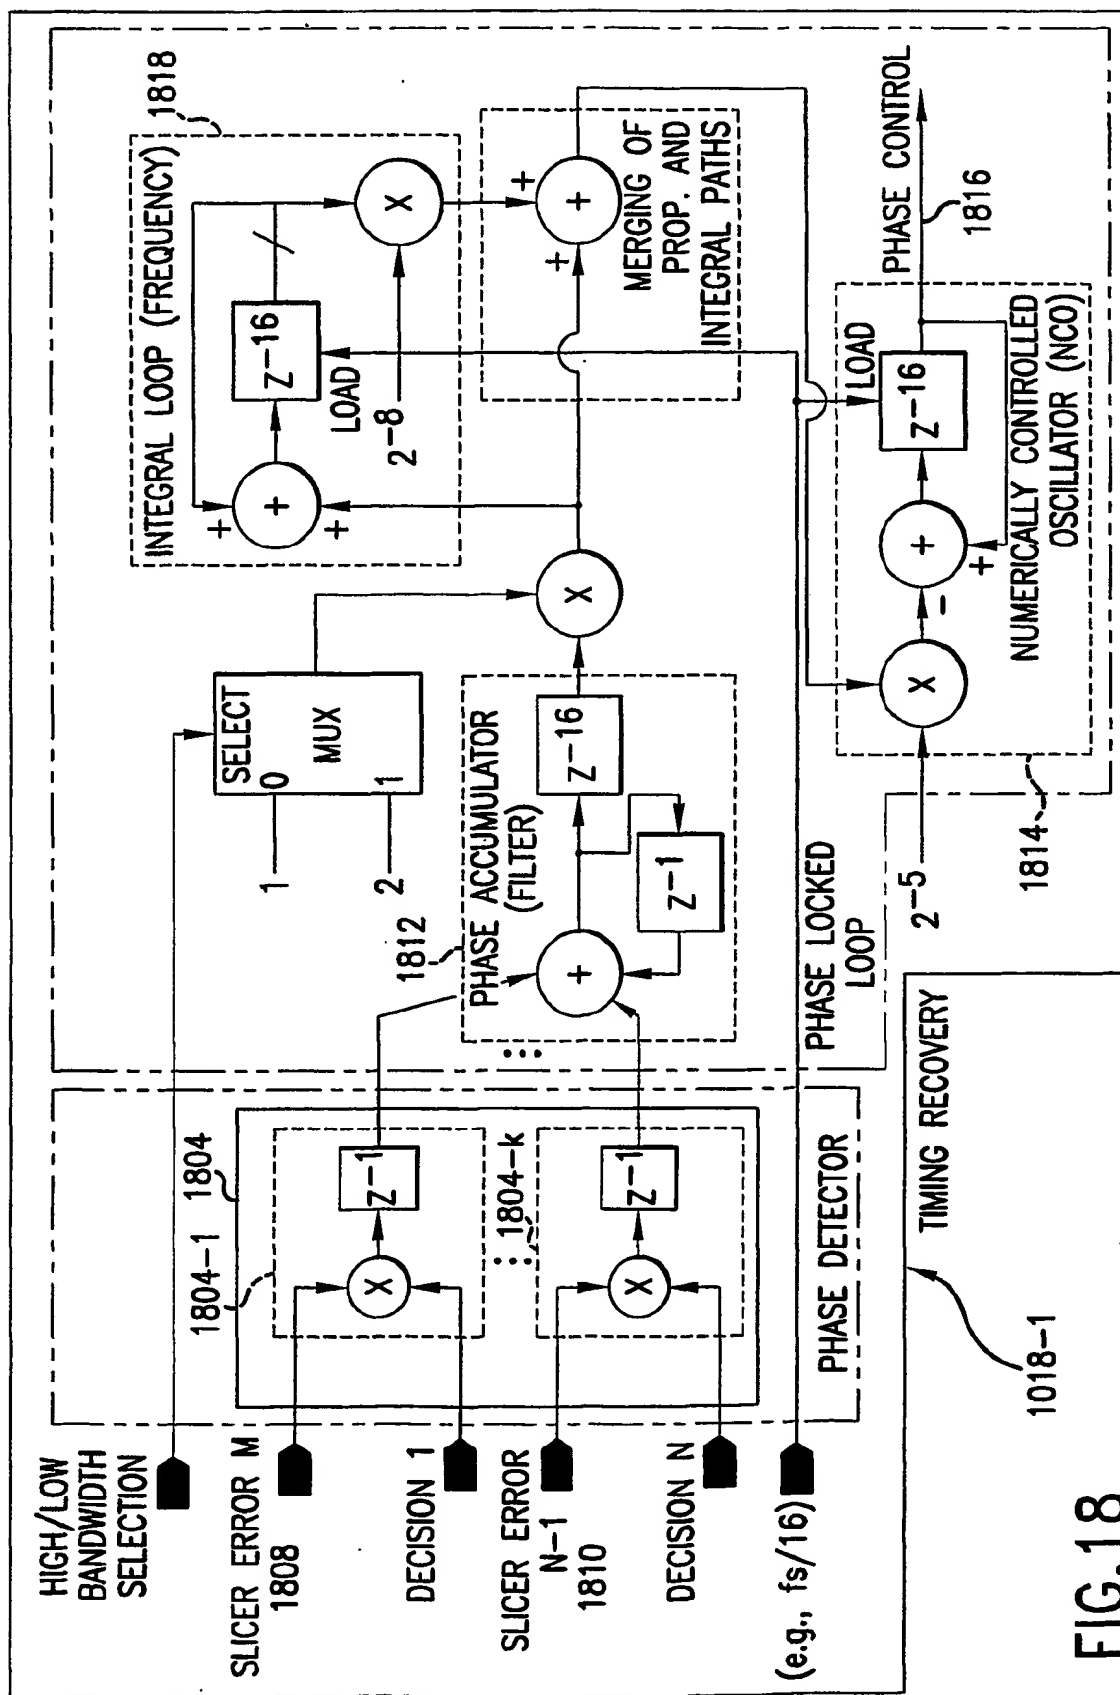 HIGH/LOW
BANDWIDTH
SELECTION
SLICER ERROR M
1808
DECISION 1
SLICER ERROR
N-1
1810
DECISION N
(e.g., fs/16)
1804
1804-1
X
Z-1
1804-k
X
Z-1
PHASE DETECTOR
SELECT
0
MUX
1
1
2
1812
PHASE ACCUMULATOR
(FILTER)
+
Z-16
Z-1
X
PHASE LOCKED
LOOP
1818
INTEGRAL LOOP (FREQUENCY)
+
+
+
Z-16
LOAD
2-8
X
+
+
+
MERGING OF
PROP. AND
INTEGRAL PATHS
1814
2-5
X
-
+
+
LOAD
Z-16
NUMERICALLY CONTROLLED
OSCILLATOR (NCO)
PHASE CONTROL
1816
TIMING RECOVERY
1018-1
FIG.18